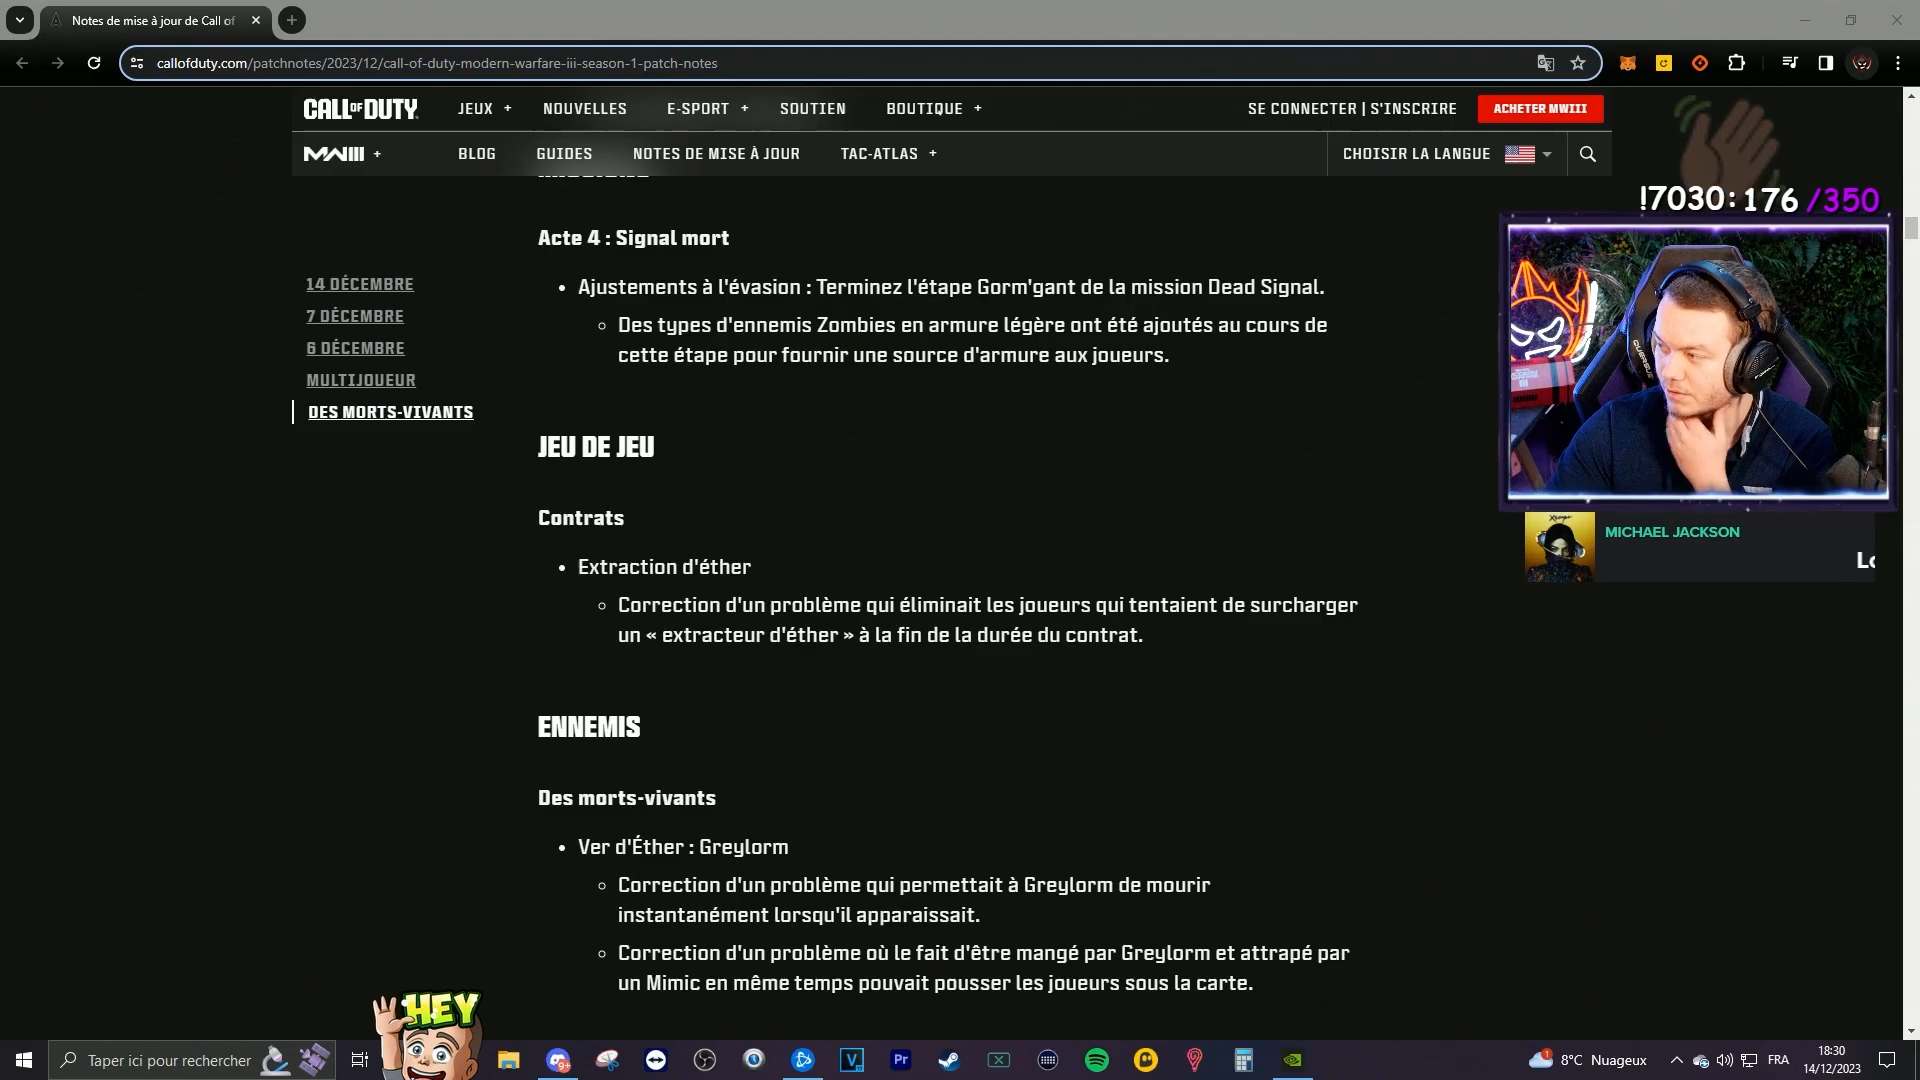 Notes de mise à jour de Call of
callofduty.com/patchnotes/2023/12/call-of-duty-modern-warfare-iii-season-1-patch-notes
CALL OF DUTY
JEUX +
NOUVELLES
E-SPORT +
SOUTIEN
BOUTIQUE +
SE CONNECTER | S'INSCRIRE
ACHETER MWIII
MWIII +
BLOG
GUIDES
NOTES DE MISE À JOUR
TAC-ATLAS +
CHOISIR LA LANGUE
!7030: 176 /350
14 DÉCEMBRE
7 DÉCEMBRE
6 DÉCEMBRE
MULTIJOUEUR
DES MORTS-VIVANTS
Acte 4 : Signal mort
• Ajustements à l'évasion : Terminez l'étape Gorm'gant de la mission Dead Signal.
◦ Des types d'ennemis Zombies en armure légère ont été ajoutés au cours de
cette étape pour fournir une source d'armure aux joueurs.
JEU DE JEU
Contrats
• Extraction d'éther
◦ Correction d'un problème qui éliminait les joueurs qui tentaient de surcharger
un « extracteur d'éther » à la fin de la durée du contrat.
ENNEMIS
Des morts-vivants
• Ver d'Éther : Greylorm
◦ Correction d'un problème qui permettait à Greylorm de mourir
instantanément lorsqu'il apparaissait.
◦ Correction d'un problème où le fait d'être mangé par Greylorm et attrapé par
un Mimic en même temps pouvait pousser les joueurs sous la carte.
MICHAEL JACKSON
HEY
Taper ici pour rechercher
9+
V
Pr
1
8°C Nuageux
FRA
18:30
14/12/2023